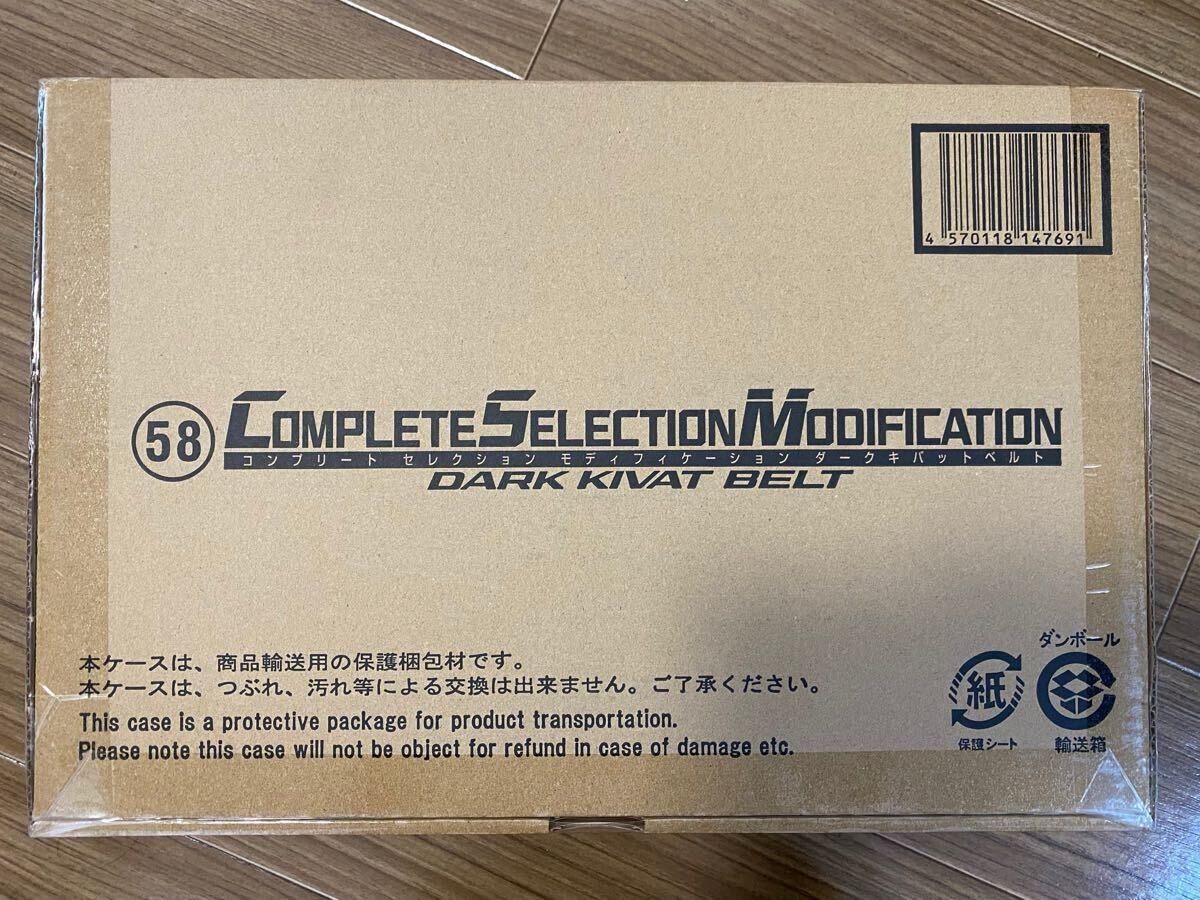 4 570118 147691
58 COMPLETE SELECTION MODIFICATION
コンプリート セレクション モディフィケーション ダークキバットベルト
DARK KIVAT BELT
本ケースは、商品輸送用の保護梱包材です。
本ケースは、つぶれ、汚れ等による交換は出来ません。ご了承ください。
This case is a protective package for product transportation.
Please note this case will not be object for refund in case of damage etc.
紙
保護シート
ダンボール
輸送箱